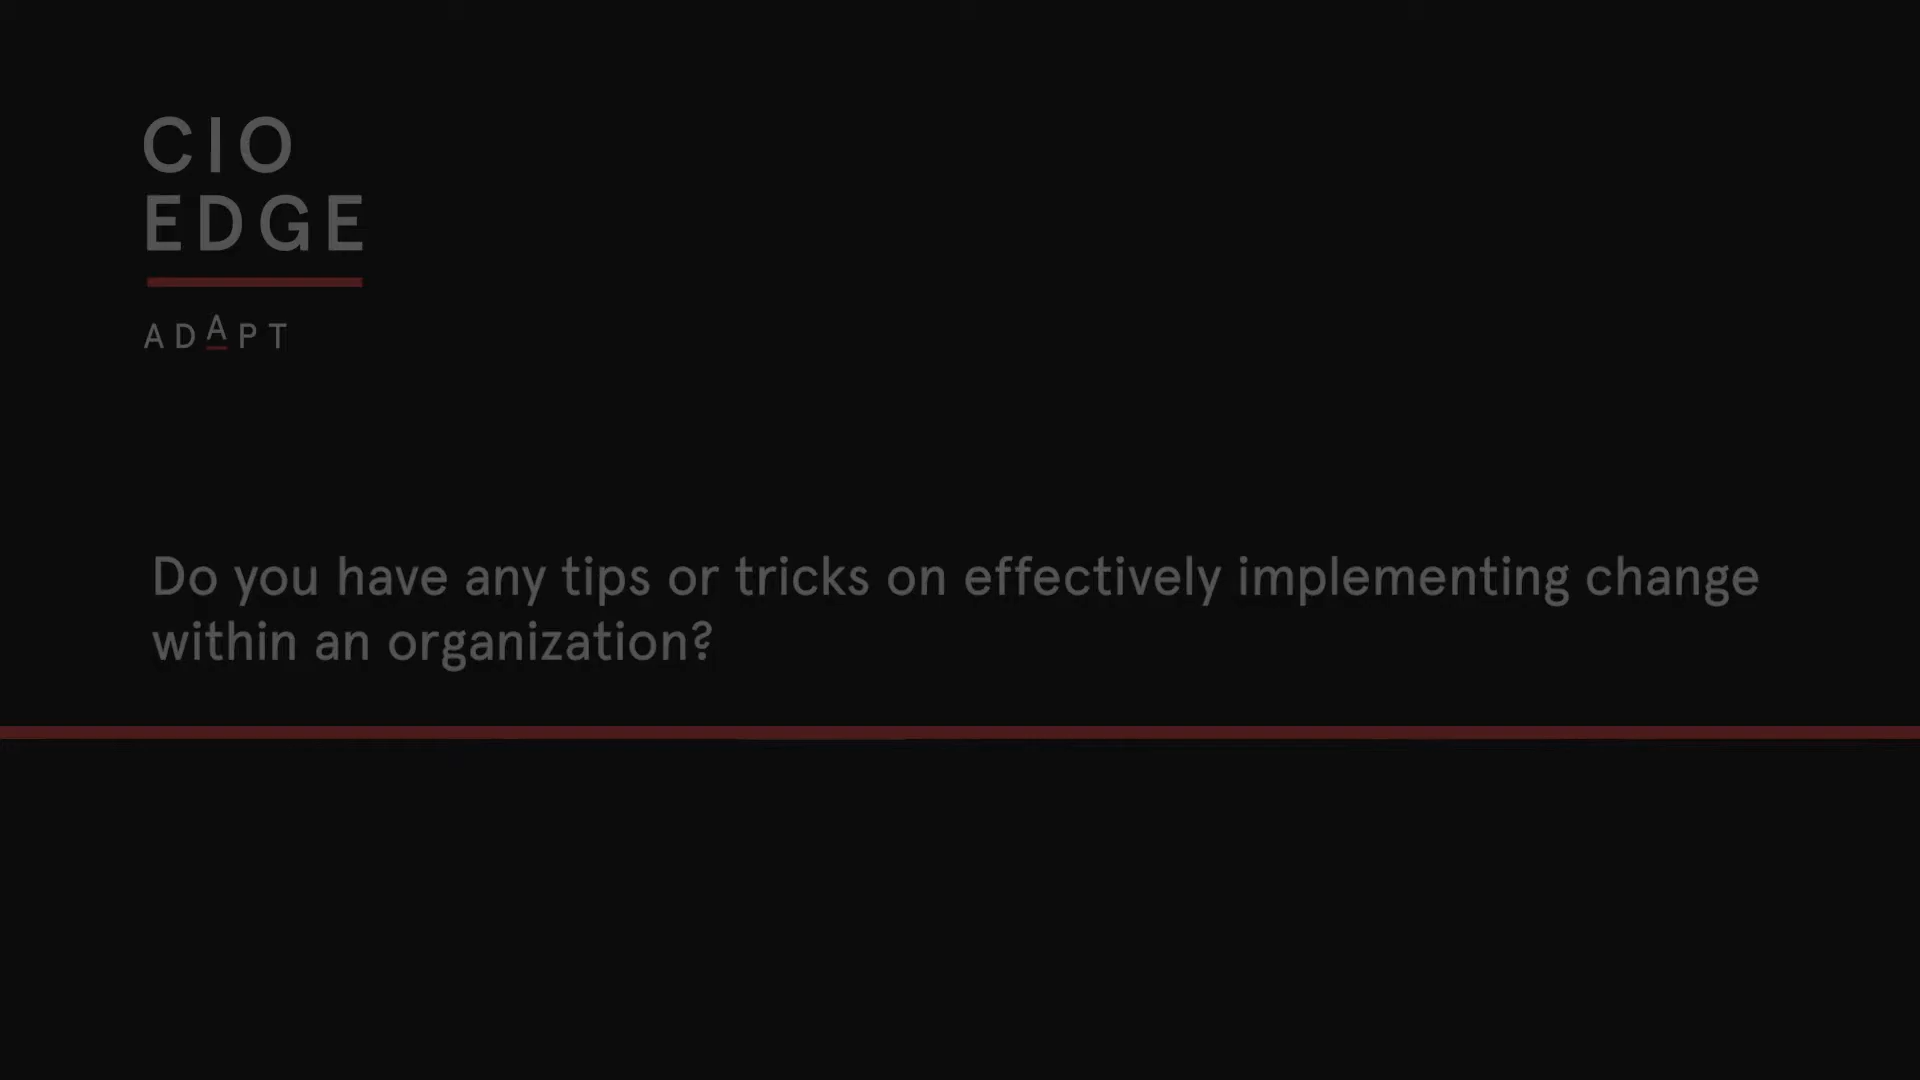 CIO
EDGE
ADAPT
Do you have any tips or tricks on effectively implementing change
within an organization?